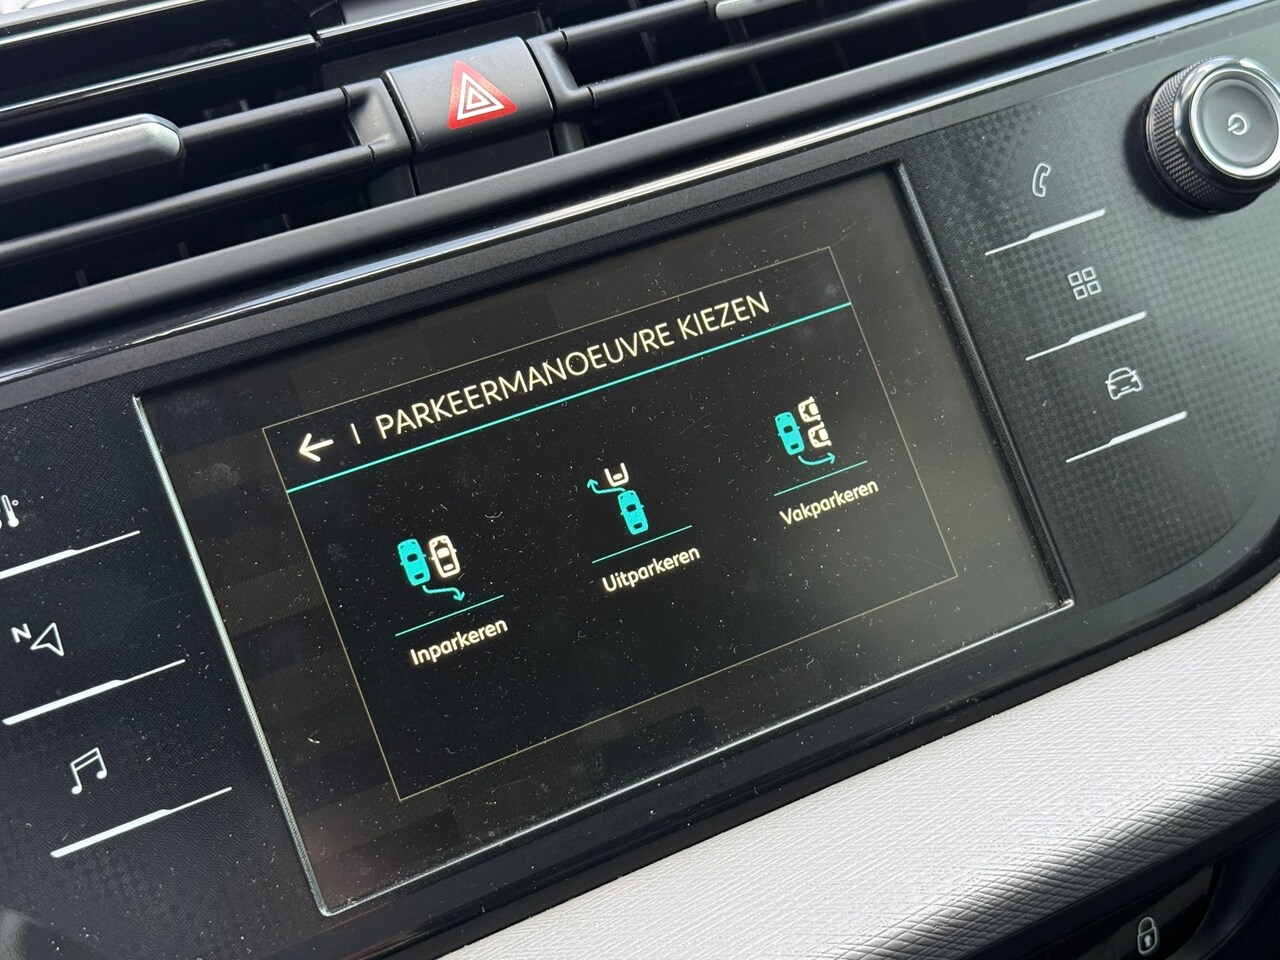 ← | PARKEERMANOEUVRE KIEZEN
Inparkeren
Uitparkeren
Vakparkeren
N